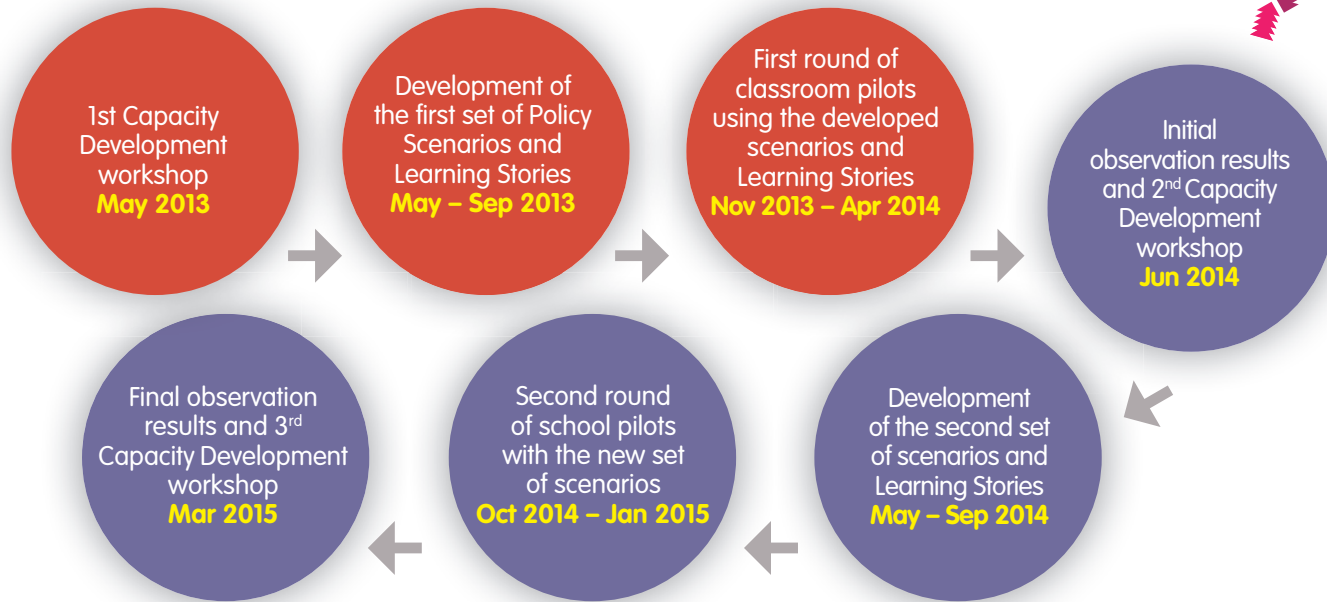 1st Capacity
Development
workshop
May 2013
Development of
the first set of Policy
Scenarios and
Learning Stories
May – Sep 2013
First round of
classroom pilots
using the developed
scenarios and
Learning Stories
Nov 2013 – Apr 2014
Initial
observation results
and 2nd Capacity
Development
workshop
Jun 2014
Development
of the second set
of scenarios and
Learning Stories
May – Sep 2014
Second round
of school pilots
with the new set
of scenarios
Oct 2014 – Jan 2015
Final observation
results and 3rd
Capacity Development
workshop
Mar 2015